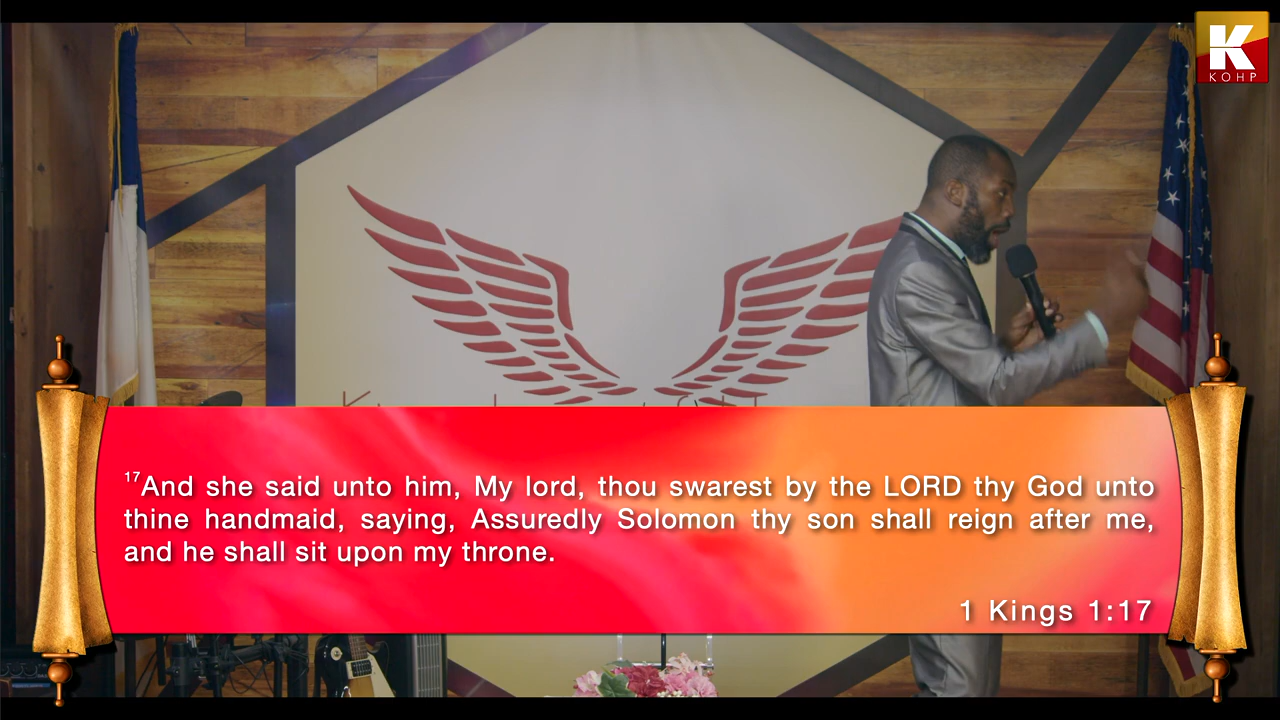 K
KOHP
17And she said unto him, My lord, thou swarest by the LORD thy God unto
thine handmaid, saying, Assuredly Solomon thy son shall reign after me,
and he shall sit upon my throne.
1 Kings 1:17